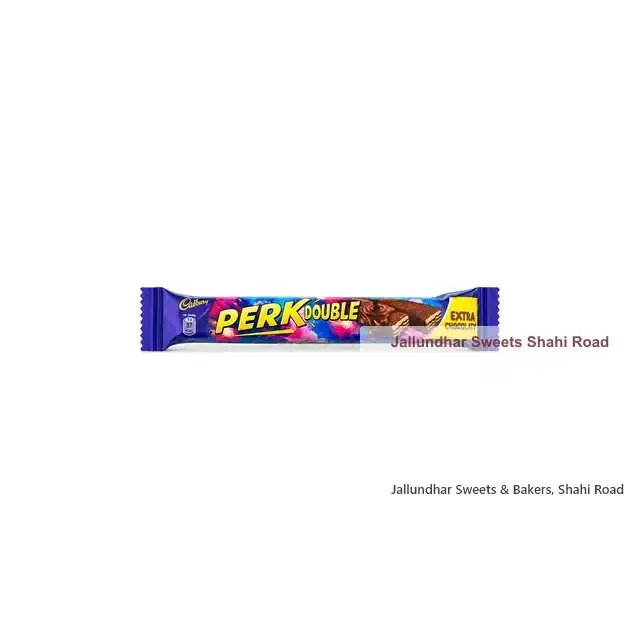 Cadbury
37
PERK DOUBLE
EXTRA
CHOCOLATY
Jallundhar Sweets Shahi Road
Jallundhar Sweets & Bakers, Shahi Road